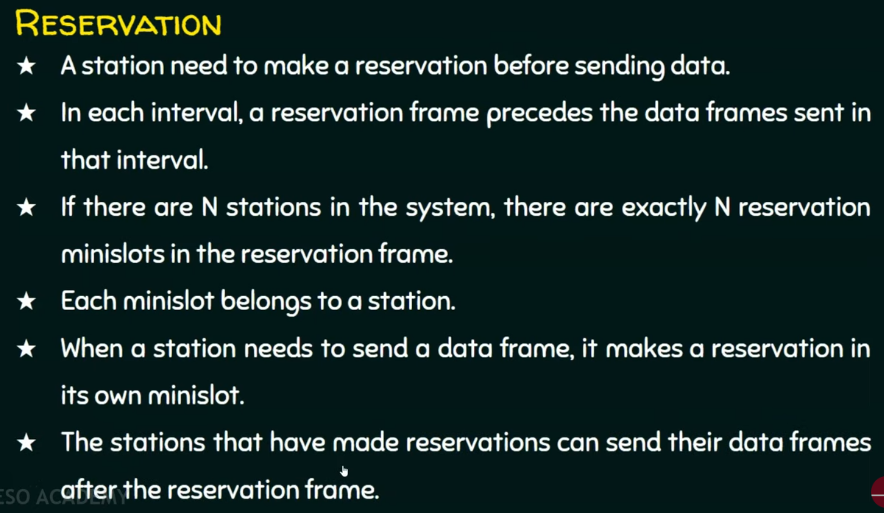 RESERVATION
★ A station need to make a reservation before sending data.
★ In each interval, a reservation frame precedes the data frames sent in
that interval.
★ If there are N stations in the system, there are exactly N reservation
minislots in the reservation frame.
★ Each minislot belongs to a station.
★ When a station needs to send a data frame, it makes a reservation in
its own minislot.
★ The stations that have made reservations can send their data frames
after the reservation frame.
ESO ACADEMY